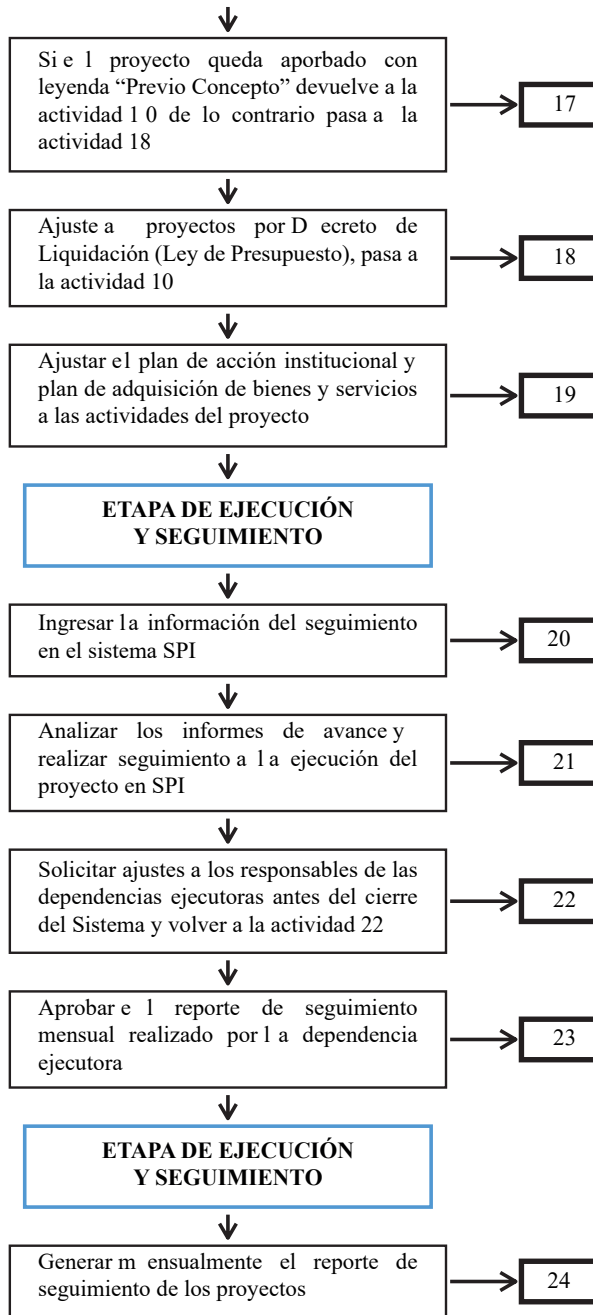 Si e l proyecto queda aporbado con
leyenda “Previo Concepto” devuelve a la
actividad 1 0 de lo contrario pasa a la
actividad 18
17
Ajuste a proyectos por D ecreto de
Liquidación (Ley de Presupuesto), pasa a
la actividad 10
18
Ajustar el plan de acción institucional y
plan de adquisición de bienes y servicios
a las actividades del proyecto
19
ETAPA DE EJECUCIÓN
Y SEGUIMIENTO
Ingresar la información del seguimiento
en el sistema SPI
20
Analizar los informes de avance y
realizar seguimiento a l a ejecución del
proyecto en SPI
21
Solicitar ajustes a los responsables de las
dependencias ejecutoras antes del cierre
del Sistema y volver a la actividad 22
22
Aprobar e l reporte de seguimiento
mensual realizado por l a dependencia
ejecutora
23
ETAPA DE EJECUCIÓN
Y SEGUIMIENTO
Generar m ensualmente el reporte de
seguimiento de los proyectos
24